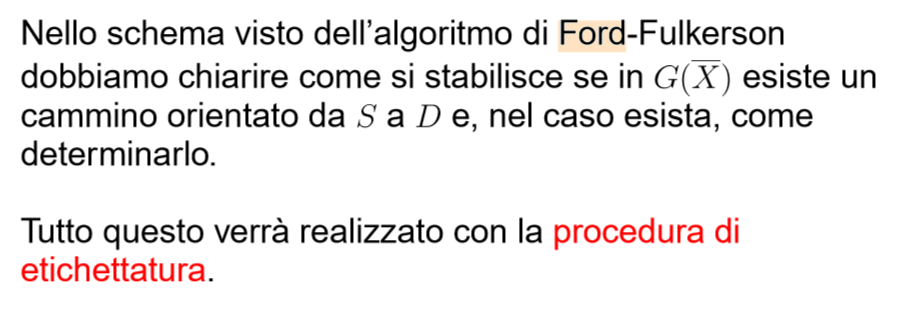 Nello schema visto dell’algoritmo di Ford-Fulkerson
dobbiamo chiarire come si stabilisce se in G(X̅) esiste un
cammino orientato da S a D e, nel caso esista, come
determinarlo.
Tutto questo verrà realizzato con la procedura di
etichettatura.